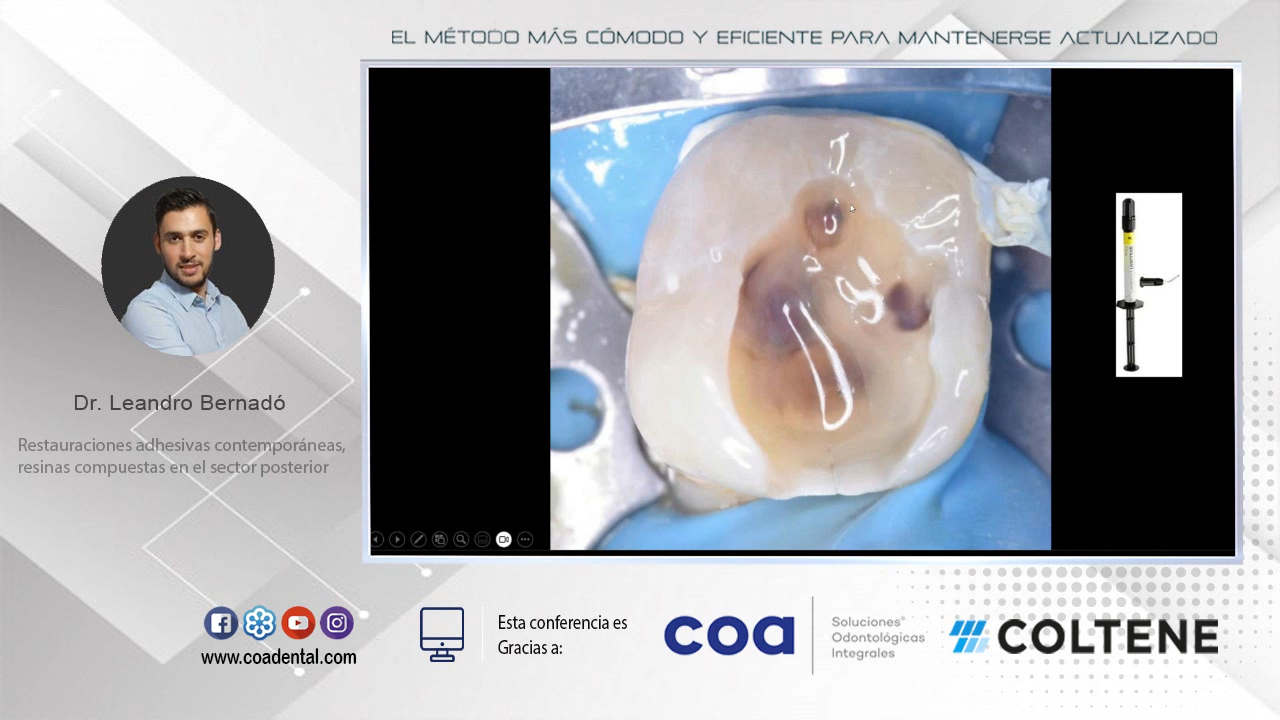 EL MÉTODO MÁS CÓMODO Y EFICIENTE PARA MANTENERSE ACTUALIZADO
Dr. Leandro Bernadó
Restauraciones adhesivas contemporáneas,
resinas compuestas en el sector posterior
www.coadental.com
Esta conferencia es
Gracias a:
coa
Soluciones®
Odontológicas
Integrales
COLTENE